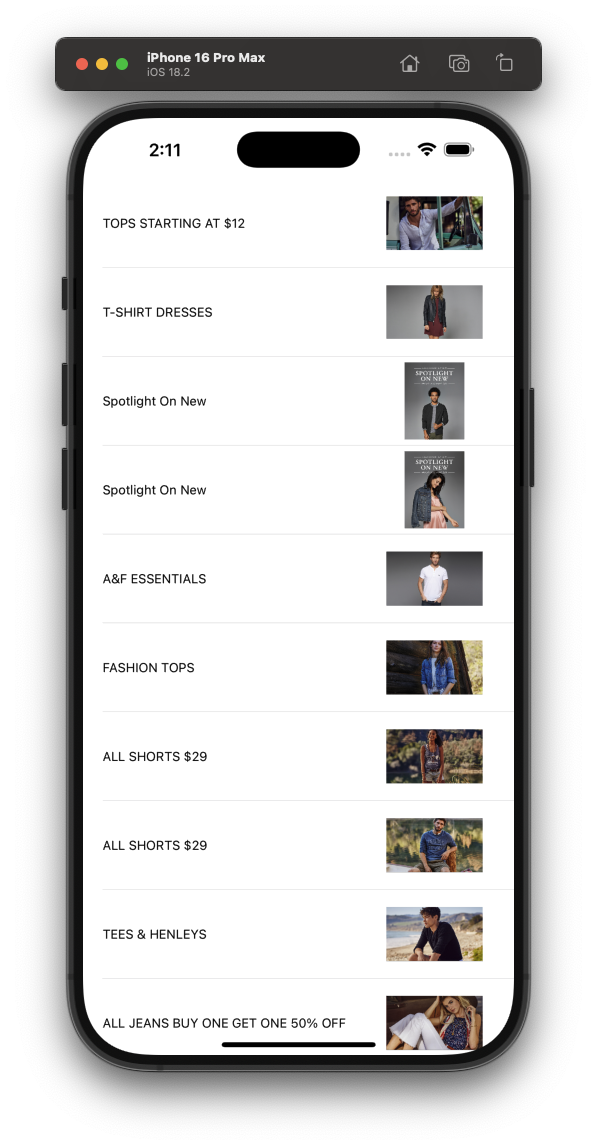 iPhone 16 Pro Max
iOS 18.2
2:11
TOPS STARTING AT $12
T-SHIRT DRESSES
Spotlight On New
SPOTLIGHT
ON NEW
Spotlight On New
SPOTLIGHT
ON NEW
A&F ESSENTIALS
FASHION TOPS
ALL SHORTS $29
ALL SHORTS $29
TEES & HENLEYS
ALL JEANS BUY ONE GET ONE 50% OFF